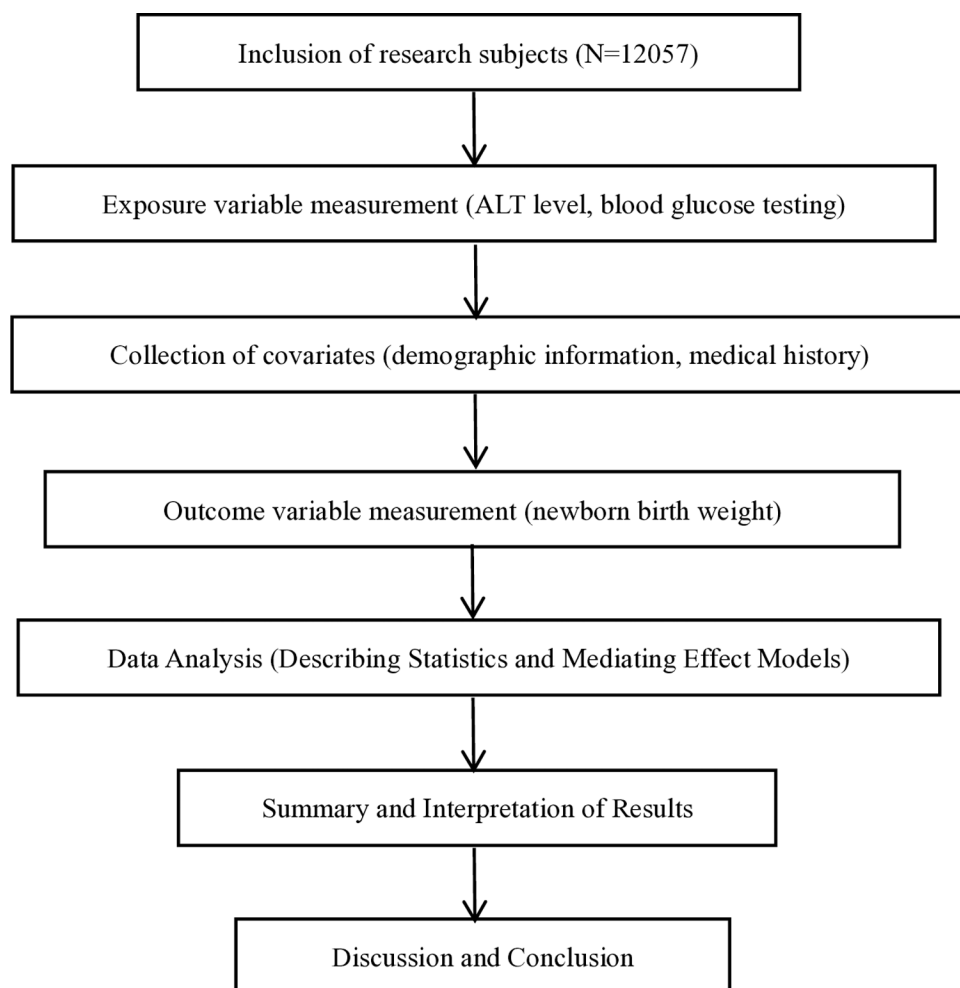 Inclusion of research subjects (N=12057)
Exposure variable measurement (ALT level, blood glucose testing)
Collection of covariates (demographic information, medical history)
Outcome variable measurement (newborn birth weight)
Data Analysis (Describing Statistics and Mediating Effect Models)
Summary and Interpretation of Results
Discussion and Conclusion